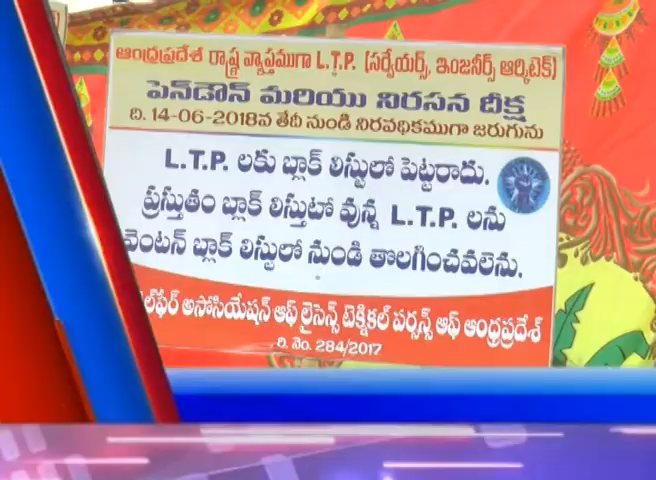 ఆంధ్రప్రదేశ రాష్ట్ర వ్యాప్తముగా L.T.P. (సర్వేయర్స్, ఇంజనీర్స్ ఆర్కిటెక్)
పెన్‌డౌన్ మరియు నిరసన దీక్ష
ది. 14-06-2018వ తేదీ నుండి నిరవధికముగా జరుగును
L.T.P. లకు బ్లాక్ లిస్టులో పెట్టరాదు.
ప్రస్తుతం బ్లాక్ లిస్తుటో వున్న L.T.P. లను
వెంటన్ బ్లాక్ లిస్టులో నుండి తొలగించవలెను.
అసోసియేషన్ ఆఫ్ లైసెన్స్ టెక్నికల్ పర్సన్స్ ఆఫ్ ఆంధ్రప్రదేశ్
రి. నెం. 284/2017